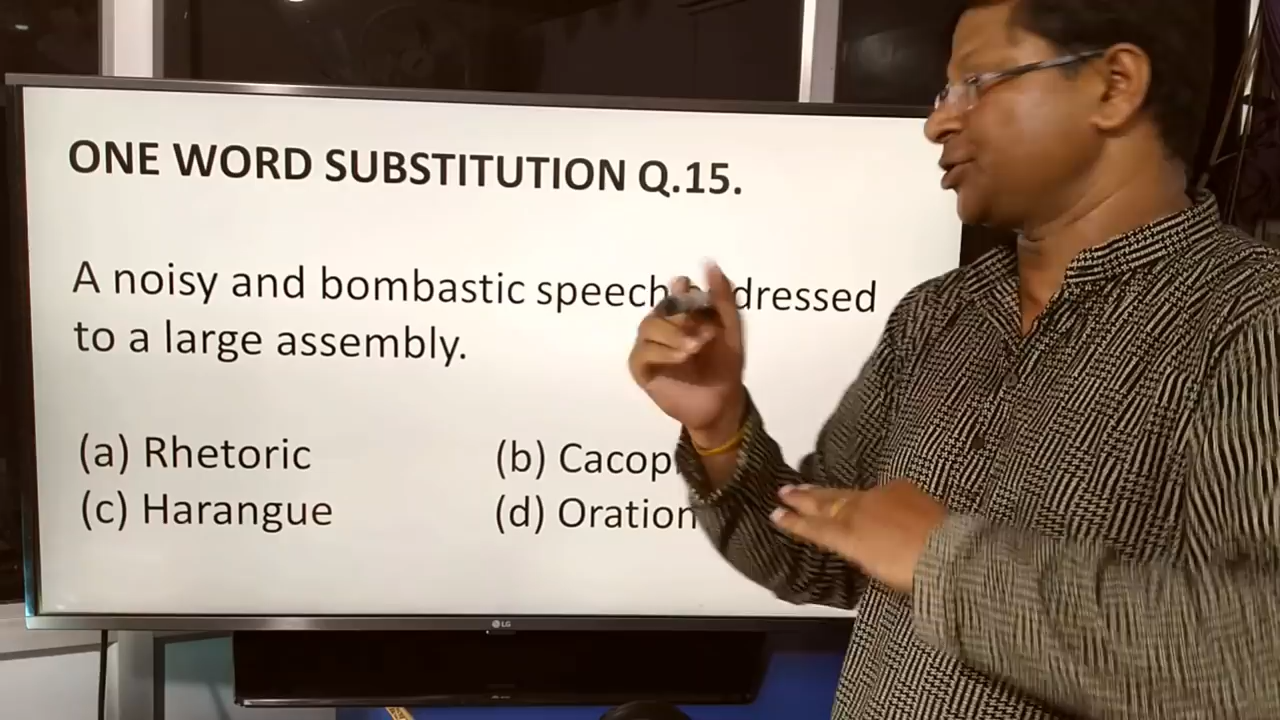 ONE WORD SUBSTITUTION Q.15.
A noisy and bombastic speech dressed
to a large assembly.
(a) Rhetoric (b) Cacop
(c) Harangue (d) Oration
LG